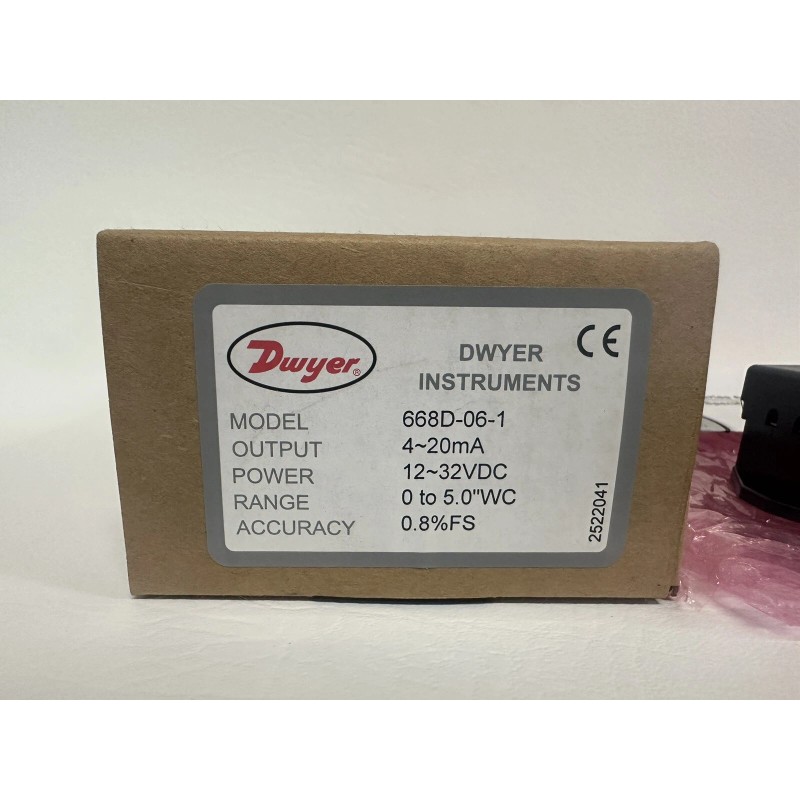 Dwyer®
DWYER
INSTRUMENTS
CE
MODEL 668D-06-1
OUTPUT 4~20mA
POWER 12~32VDC
RANGE 0 to 5.0"WC
ACCURACY 0.8%FS
2522041